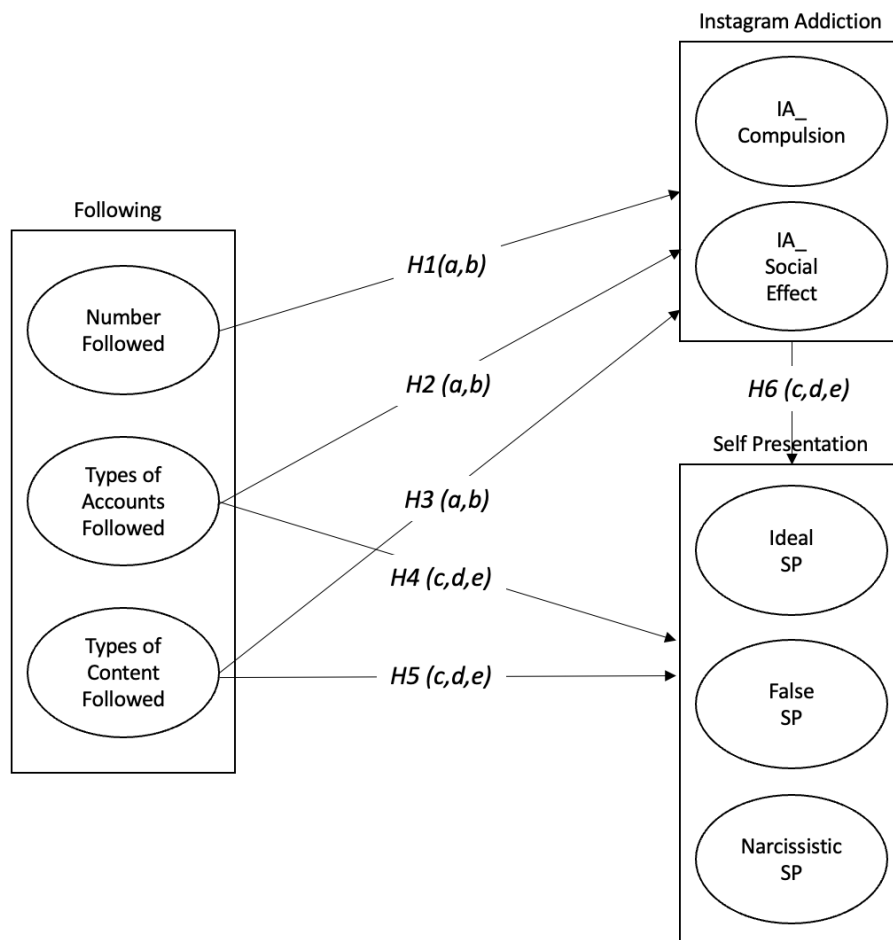 Instagram Addiction
IA_
Compulsion
IA_
Social
Effect
Following
Number
Followed
Types of
Accounts
Followed
Types of
Content
Followed
H1(a,b)
H2 (a,b)
H3 (a,b)
H4 (c,d,e)
H5 (c,d,e)
H6 (c,d,e)
Self Presentation
Ideal
SP
False
SP
Narcissistic
SP